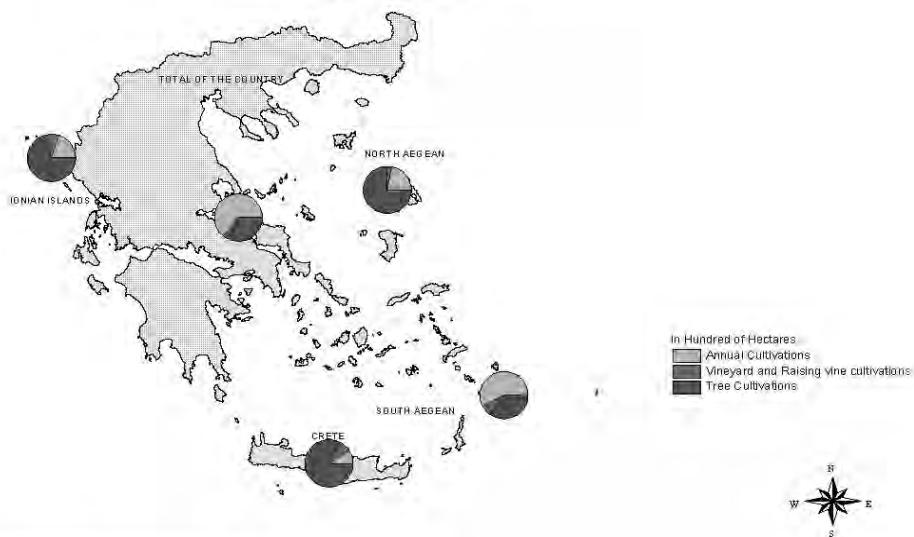 TOTAL OF THE COUNTRY
NORTH AEGEAN
IONIAN ISLANDS
SOUTH AEGEAN
CRETE
In Hundred of Hectares
Annual Cultivations
Vineyard and Raising vine cultivations
Tree Cultivations
N
W E
S